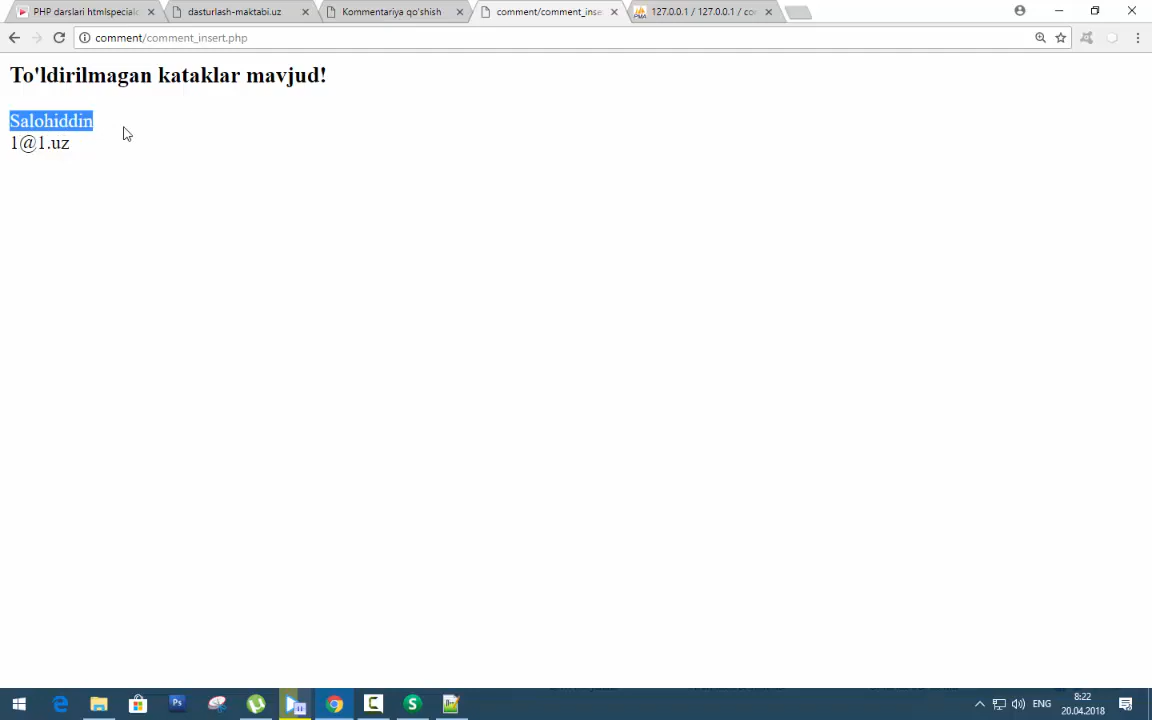 PHP darslari htmlspecialc
dasturlash-maktabi.uz
Kommentariya qo'shish
comment/comment_inse
127.0.0.1 / 127.0.0.1 / co
comment/comment_insert.php
To'ldirilmagan kataklar mavjud!
Salohiddin
1@1.uz
Ps
ENG
8:22
20.04.2018